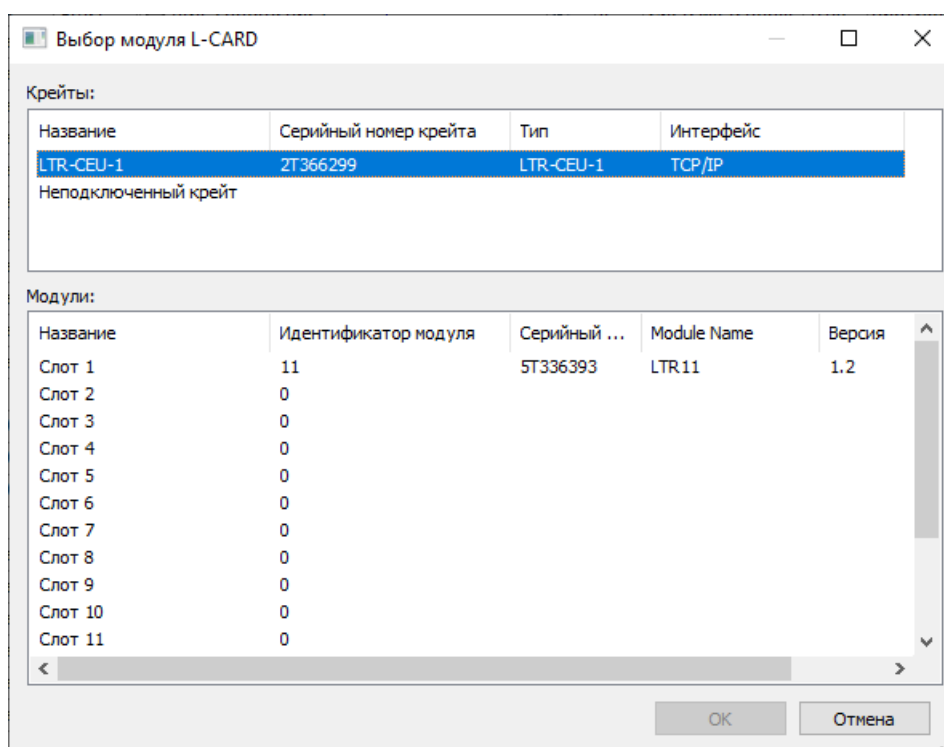 Выбор модуля L-CARD
Крейты:
Название Серийный номер крейта Тип Интерфейс
LTR-CEU-1 2T366299 LTR-CEU-1 TCP/IP
Неподключенный крейт
Модули:
Название Идентификатор модуля Серийный ... Module Name Версия
Слот 1 11 5T336393 LTR11 1.2
Слот 2 0
Слот 3 0
Слот 4 0
Слот 5 0
Слот 6 0
Слот 7 0
Слот 8 0
Слот 9 0
Слот 10 0
Слот 11 0
OK Отмена